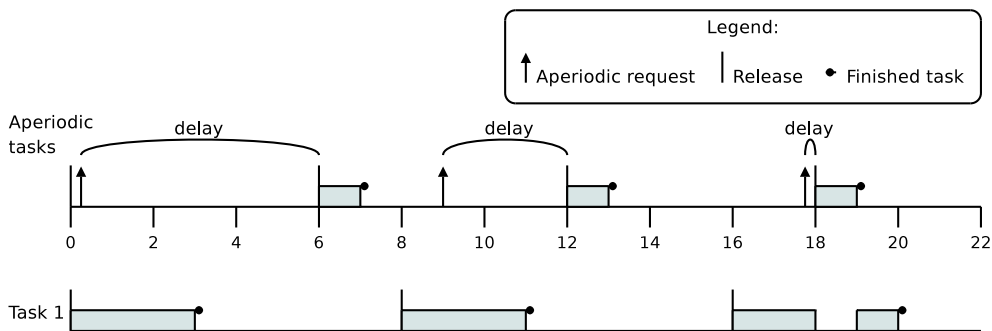 Legend:
Aperiodic request Release Finished task
Aperiodic
tasks
delay delay delay
0 2 4 6 8 10 12 14 16 18 20 22
Task 1